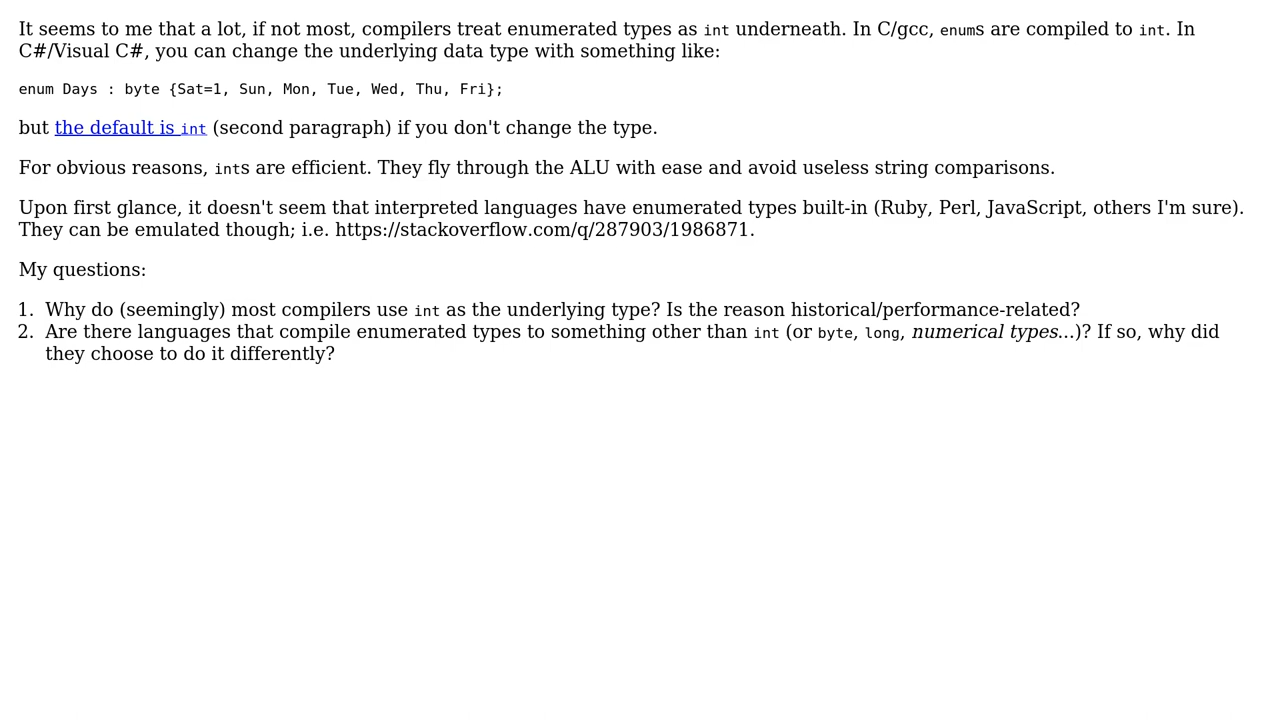 It seems to me that a lot, if not most, compilers treat enumerated types as int underneath. In C/gcc, enums are compiled to int. In
C#/Visual C#, you can change the underlying data type with something like:
enum Days : byte {Sat=1, Sun, Mon, Tue, Wed, Thu, Fri};
but the default is int (second paragraph) if you don't change the type.
For obvious reasons, ints are efficient. They fly through the ALU with ease and avoid useless string comparisons.
Upon first glance, it doesn't seem that interpreted languages have enumerated types built-in (Ruby, Perl, JavaScript, others I'm sure).
They can be emulated though; i.e. https://stackoverflow.com/q/287903/1986871.
My questions:
1. Why do (seemingly) most compilers use int as the underlying type? Is the reason historical/performance-related?
2. Are there languages that compile enumerated types to something other than int (or byte, long, numerical types...)? If so, why did
they choose to do it differently?